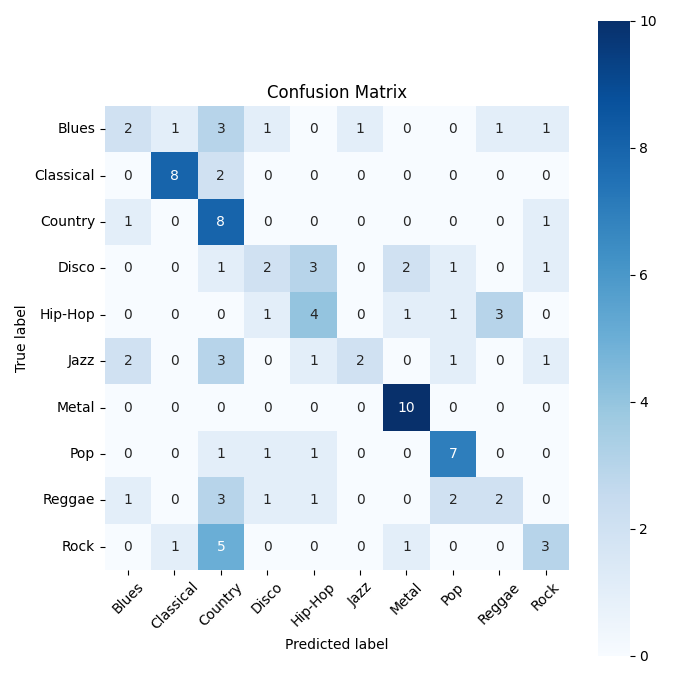 Confusion Matrix
Blues 2 1 3 1 0 1 0 0 1 1
Classical 0 8 2 0 0 0 0 0 0 0
Country 1 0 8 0 0 0 0 0 0 1
Disco 0 0 1 2 3 0 2 1 0 1
Hip-Hop 0 0 0 1 4 0 1 1 3 0
Jazz 2 0 3 0 1 2 0 1 0 1
Metal 0 0 0 0 0 0 10 0 0 0
Pop 0 0 1 1 1 0 0 7 0 0
Reggae 1 0 3 1 1 0 0 2 2 0
Rock 0 1 5 0 0 0 1 0 0 3
Blues Classical Country Disco Hip-Hop Jazz Metal Pop Reggae Rock
Predicted label
True label
10
8
6
4
2
0